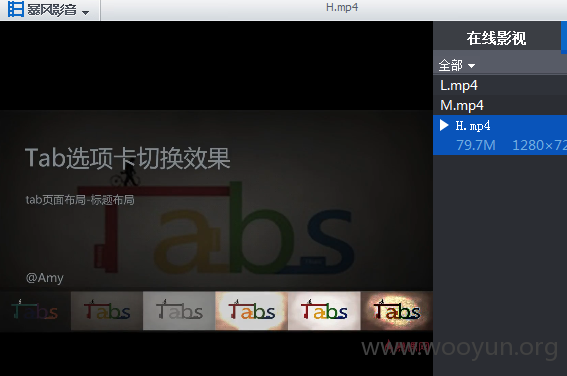 暴风影音
H.mp4
在线影视
全部
L.mp4
M.mp4
H.mp4
79.7M 1280×72
Tab选项卡切换效果
tab页面布局-标题布局
Tabs
@Amy
Tabs
Tabs
Tabs
Tabs
Tabs
Tabs
www.wooyun.org